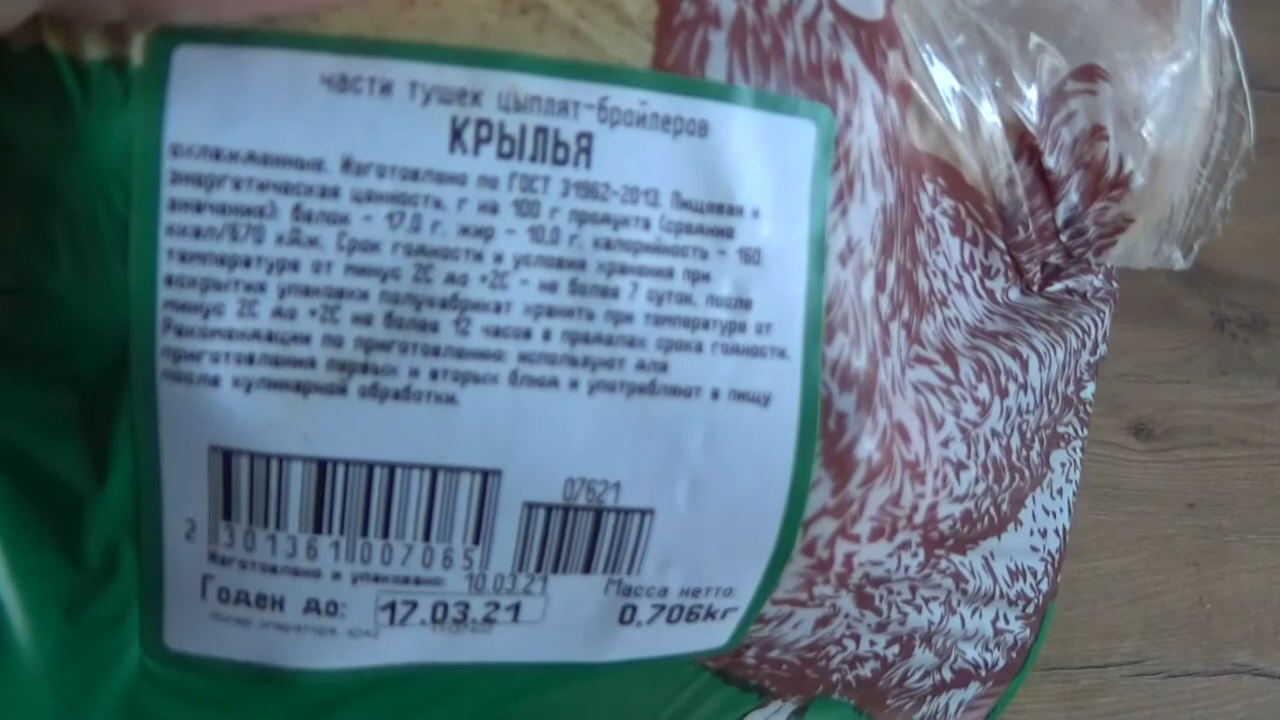 части тушек цыплят-бройлеров
КРЫЛЬЯ
охлажденные. Изготовлено по ГОСТ 31962-2013. Пищевая и
энергетическая ценность, г на 100 г продукта (средние
значения): белок - 17,0 г, жир - 10,0 г, калорийность - 160
ккал/670 кДж. Срок годности и условия хранения при
температуре от минус 2С до +2С - не более 7 суток, после
вскрытия упаковки полуфабрикат хранить при температуре от
минус 2С до +2С не более 12 часов в пределах срока годности.
Рекомендации по приготовлению: используют для
приготовления первых и вторых блюд и употребляют в пищу
после кулинарной обработки.
07621
2 301361 007065
Изготовлено и упаковано: 10.03.21
Масса нетто:
Годен до: 17.03.21 0,706kг